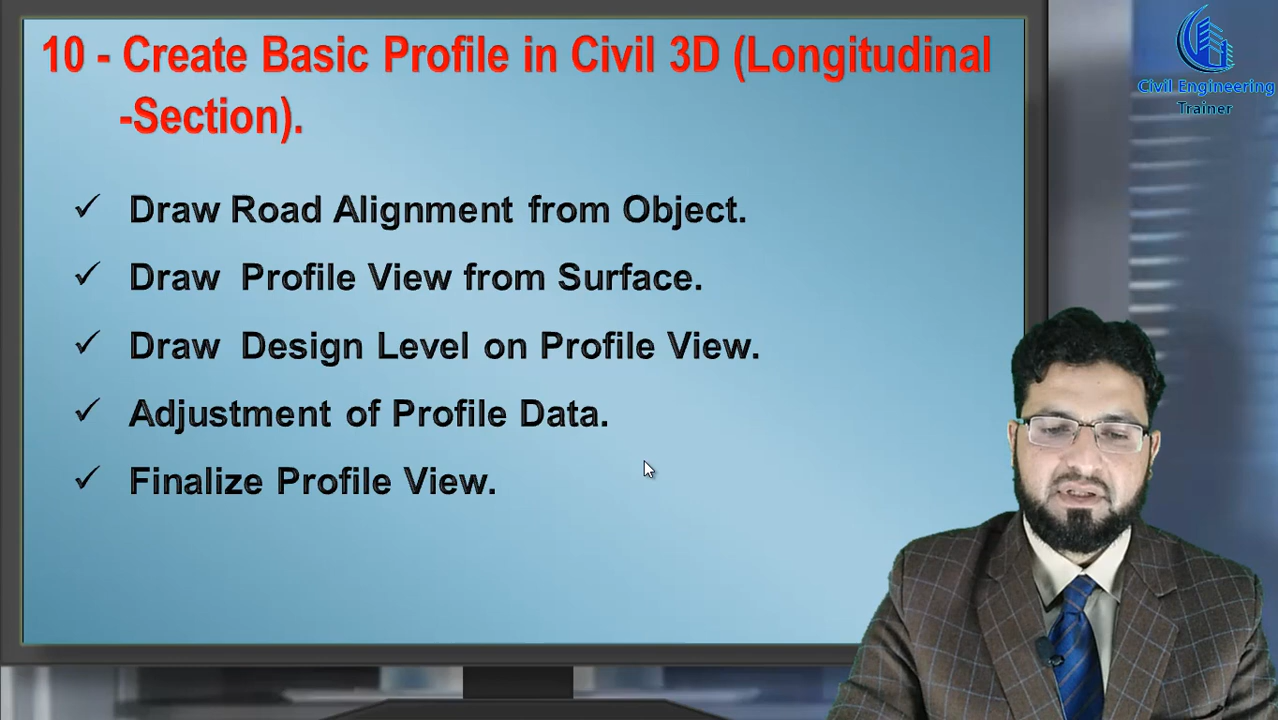 10 - Create Basic Profile in Civil 3D (Longitudinal
-Section).
✓ Draw Road Alignment from Object.
✓ Draw Profile View from Surface.
✓ Draw Design Level on Profile View.
✓ Adjustment of Profile Data.
✓ Finalize Profile View.
Civil Engineering
Trainer